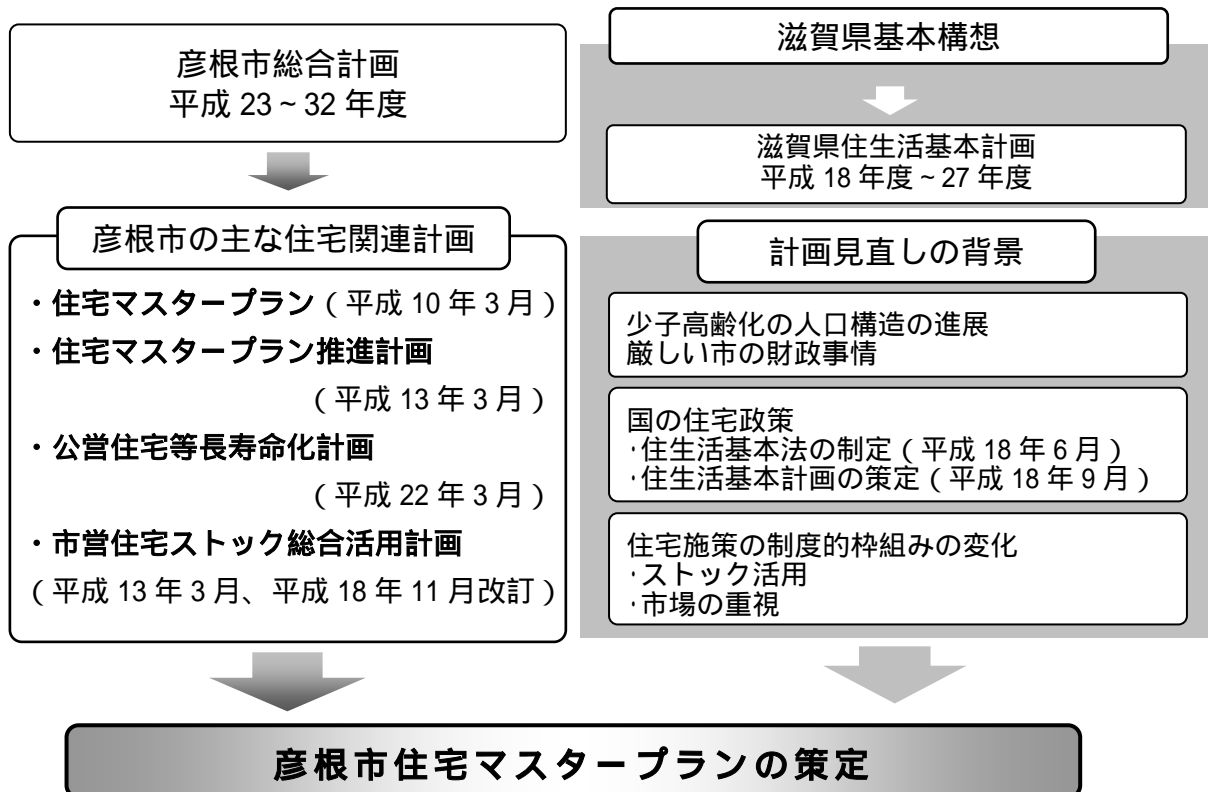 彦根市総合計画
平成 23~32 年度
彦根市の主な住宅関連計画
・住宅マスタープラン(平成 10 年 3 月)
・住宅マスタープラン推進計画
(平成 13 年 3 月)
・公営住宅等長寿命化計画
(平成 22 年 3 月)
・市営住宅ストック総合活用計画
(平成 13 年 3 月、平成 18 年 11 月改訂)
滋賀県基本構想
滋賀県住生活基本計画
平成 18 年度~27 年度
計画見直しの背景
少子高齢化の人口構造の進展
厳しい市の財政事情
国の住宅政策
・住生活基本法の制定(平成 18 年 6 月)
・住生活基本計画の策定(平成 18 年 9 月)
住宅施策の制度的枠組みの変化
・ストック活用
・市場の重視
彦根市住宅マスタープランの策定